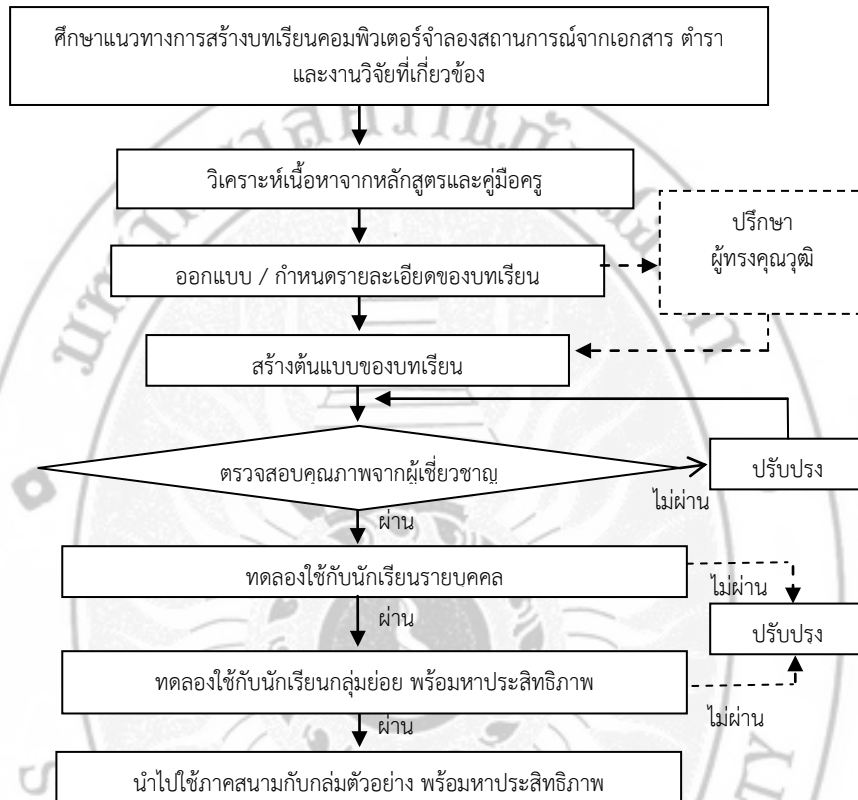 ศึกษาแนวทางการสร้างบทเรียนคอมพิวเตอร์จำลองสถานการณ์จากเอกสาร ตำรา
และงานวิจัยที่เกี่ยวข้อง
วิเคราะห์เนื้อหาจากหลักสูตรและคู่มือครู
ปรึกษา
ผู้ทรงคุณวุฒิ
ออกแบบ / กำหนดรายละเอียดของบทเรียน
สร้างต้นแบบของบทเรียน
ตรวจสอบคุณภาพจากผู้เชี่ยวชาญ
ปรับปรุง
ไม่ผ่าน
ผ่าน
ทดลองใช้กับนักเรียนรายบุคคล
ไม่ผ่าน
ผ่าน
ปรับปรุง
ทดลองใช้กับนักเรียนกลุ่มย่อย พร้อมหาประสิทธิภาพ
ไม่ผ่าน
ผ่าน
นำไปใช้ภาคสนามกับกลุ่มตัวอย่าง พร้อมหาประสิทธิภาพ